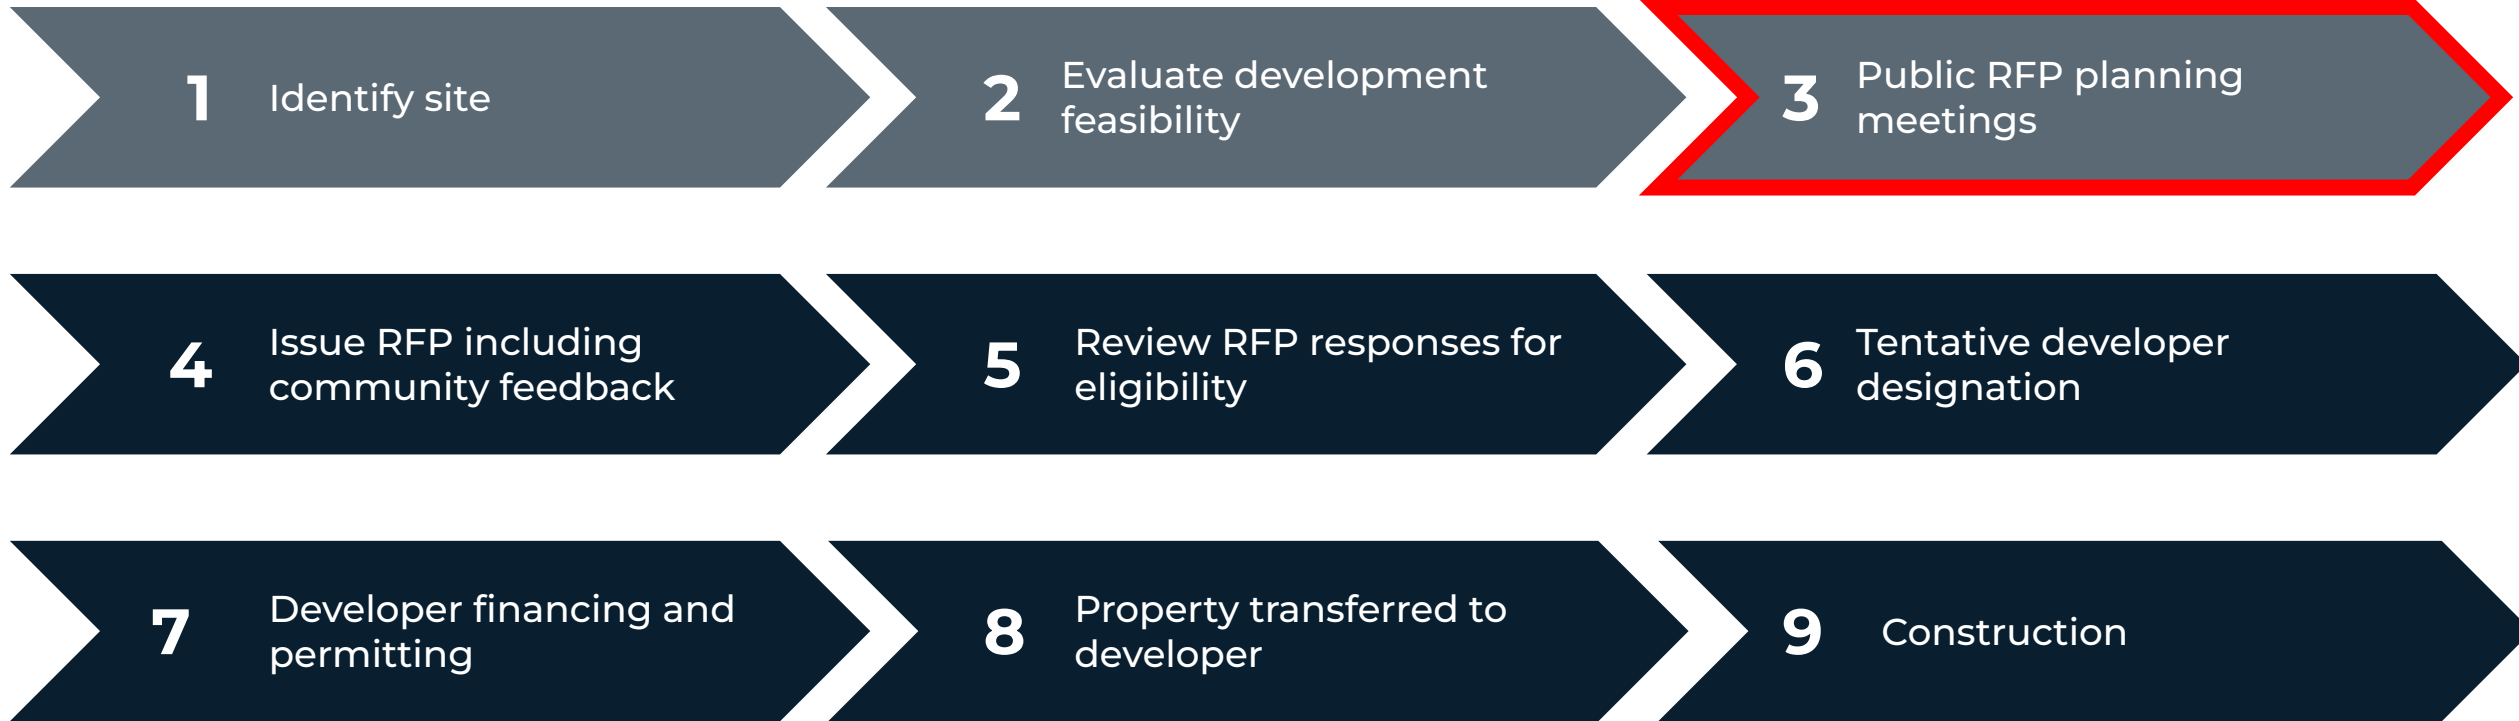 1 Identify site
2 Evaluate development
feasibility
3 Public RFP planning
meetings
4 Issue RFP including
community feedback
5 Review RFP responses for
eligibility
6 Tentative developer
designation
7 Developer financing and
permitting
8 Property transferred to
developer
9 Construction